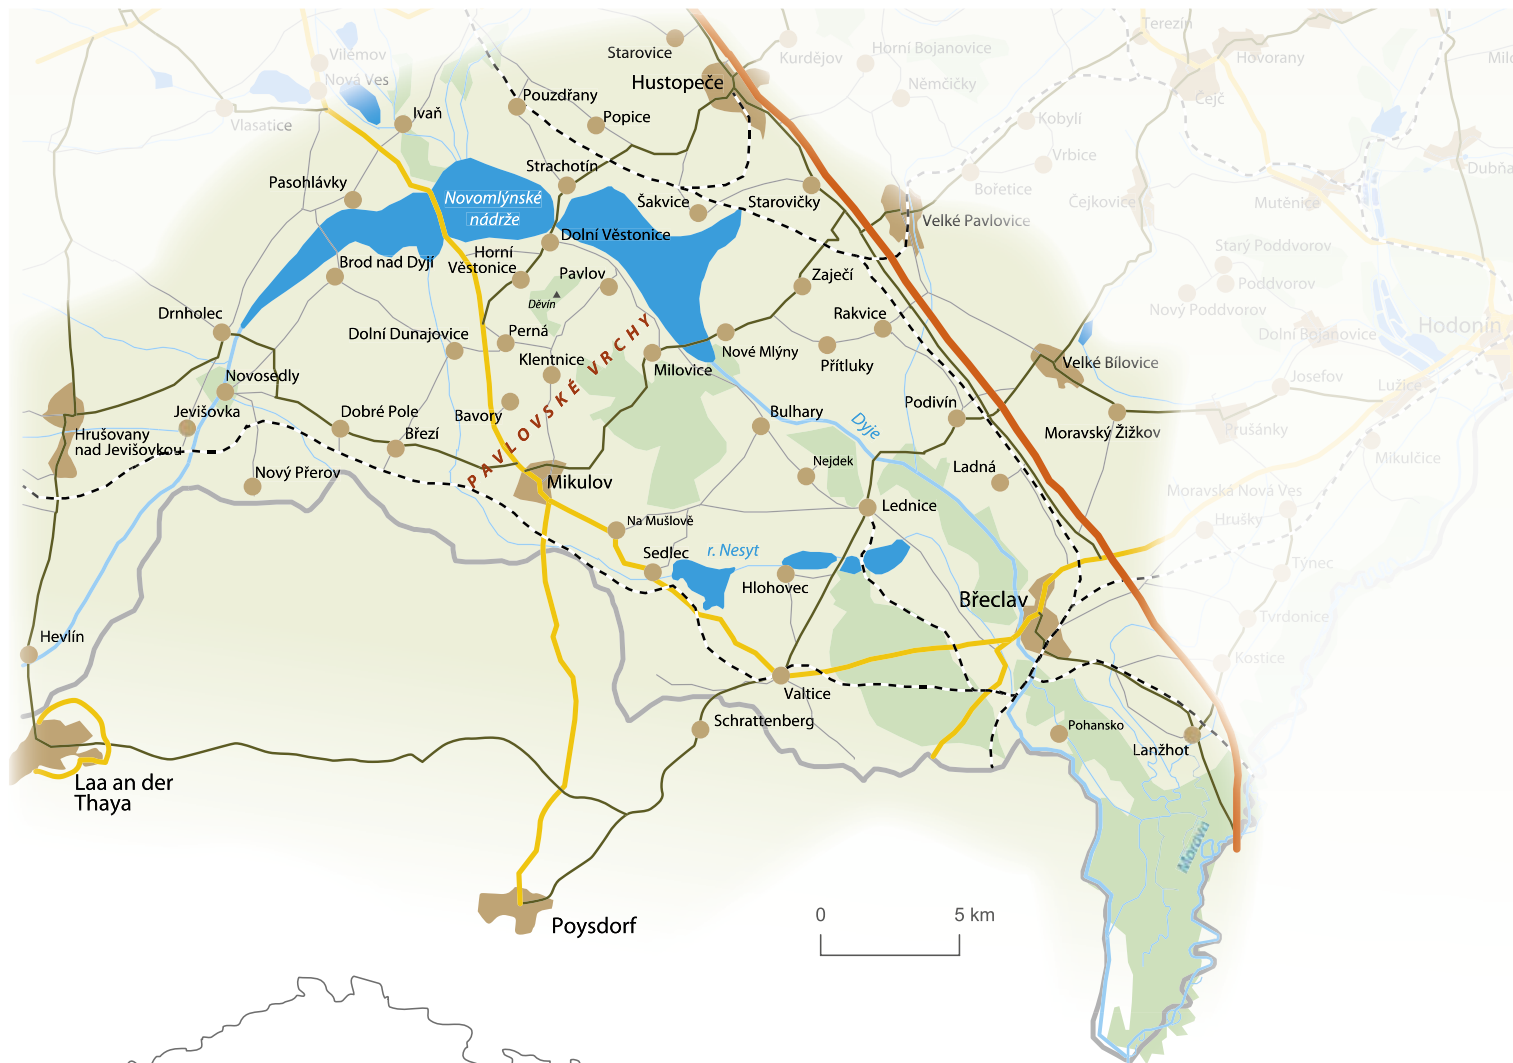 Starovice
Kurdějov
Horní Bojanovice
Terezín
Hovorany
Vilémov
Nová Ves
Hustopeče
Němčičky
Čejč
Vlasatice
Ivaň
Pouzdřany
Popice
Kobylí
Vrbice
Strachotín
Pasohlávky
Novomlýnské
nádrže
Šakvice
Starovičky
Bořetice
Čejkovice
Mutěnice
Velké Pavlovice
Dolní Věstonice
Starý Poddvorov
Horní
Věstonice
Brod nad Dyjí
Pavlov
Zaječí
Poddvorov
Děvín
Nový Poddvorov
Drnholec
Dolní Dunajovice
Perná
Rakvice
Dolní Bojanovice
Hodonín
Klentnice
PAVLOVSKÉ VRCHY
Milovice
Nové Mlýny
Přítluky
Velké Bílovice
Novosedly
Josefov
Lužice
Jevišovka
Dobré Pole
Bavory
Bulhary
Dyje
Podivín
Hrušovany
nad Jevišovkou
Březí
Moravský Žižkov
Prušánky
Mikulčice
Nový Přerov
Mikulov
Nejdek
Ladná
Moravská Nová Ves
Lednice
Na Mušlově
Hrušky
Sedlec
r. Nesyt
Hlohovec
Týnec
Břeclav
Tvrdonice
Hevlín
Kostice
Valtice
Schrattenberg
Pohansko
Lanžhot
Laa an der
Thaya
Morava
Poysdorf
0 5 km